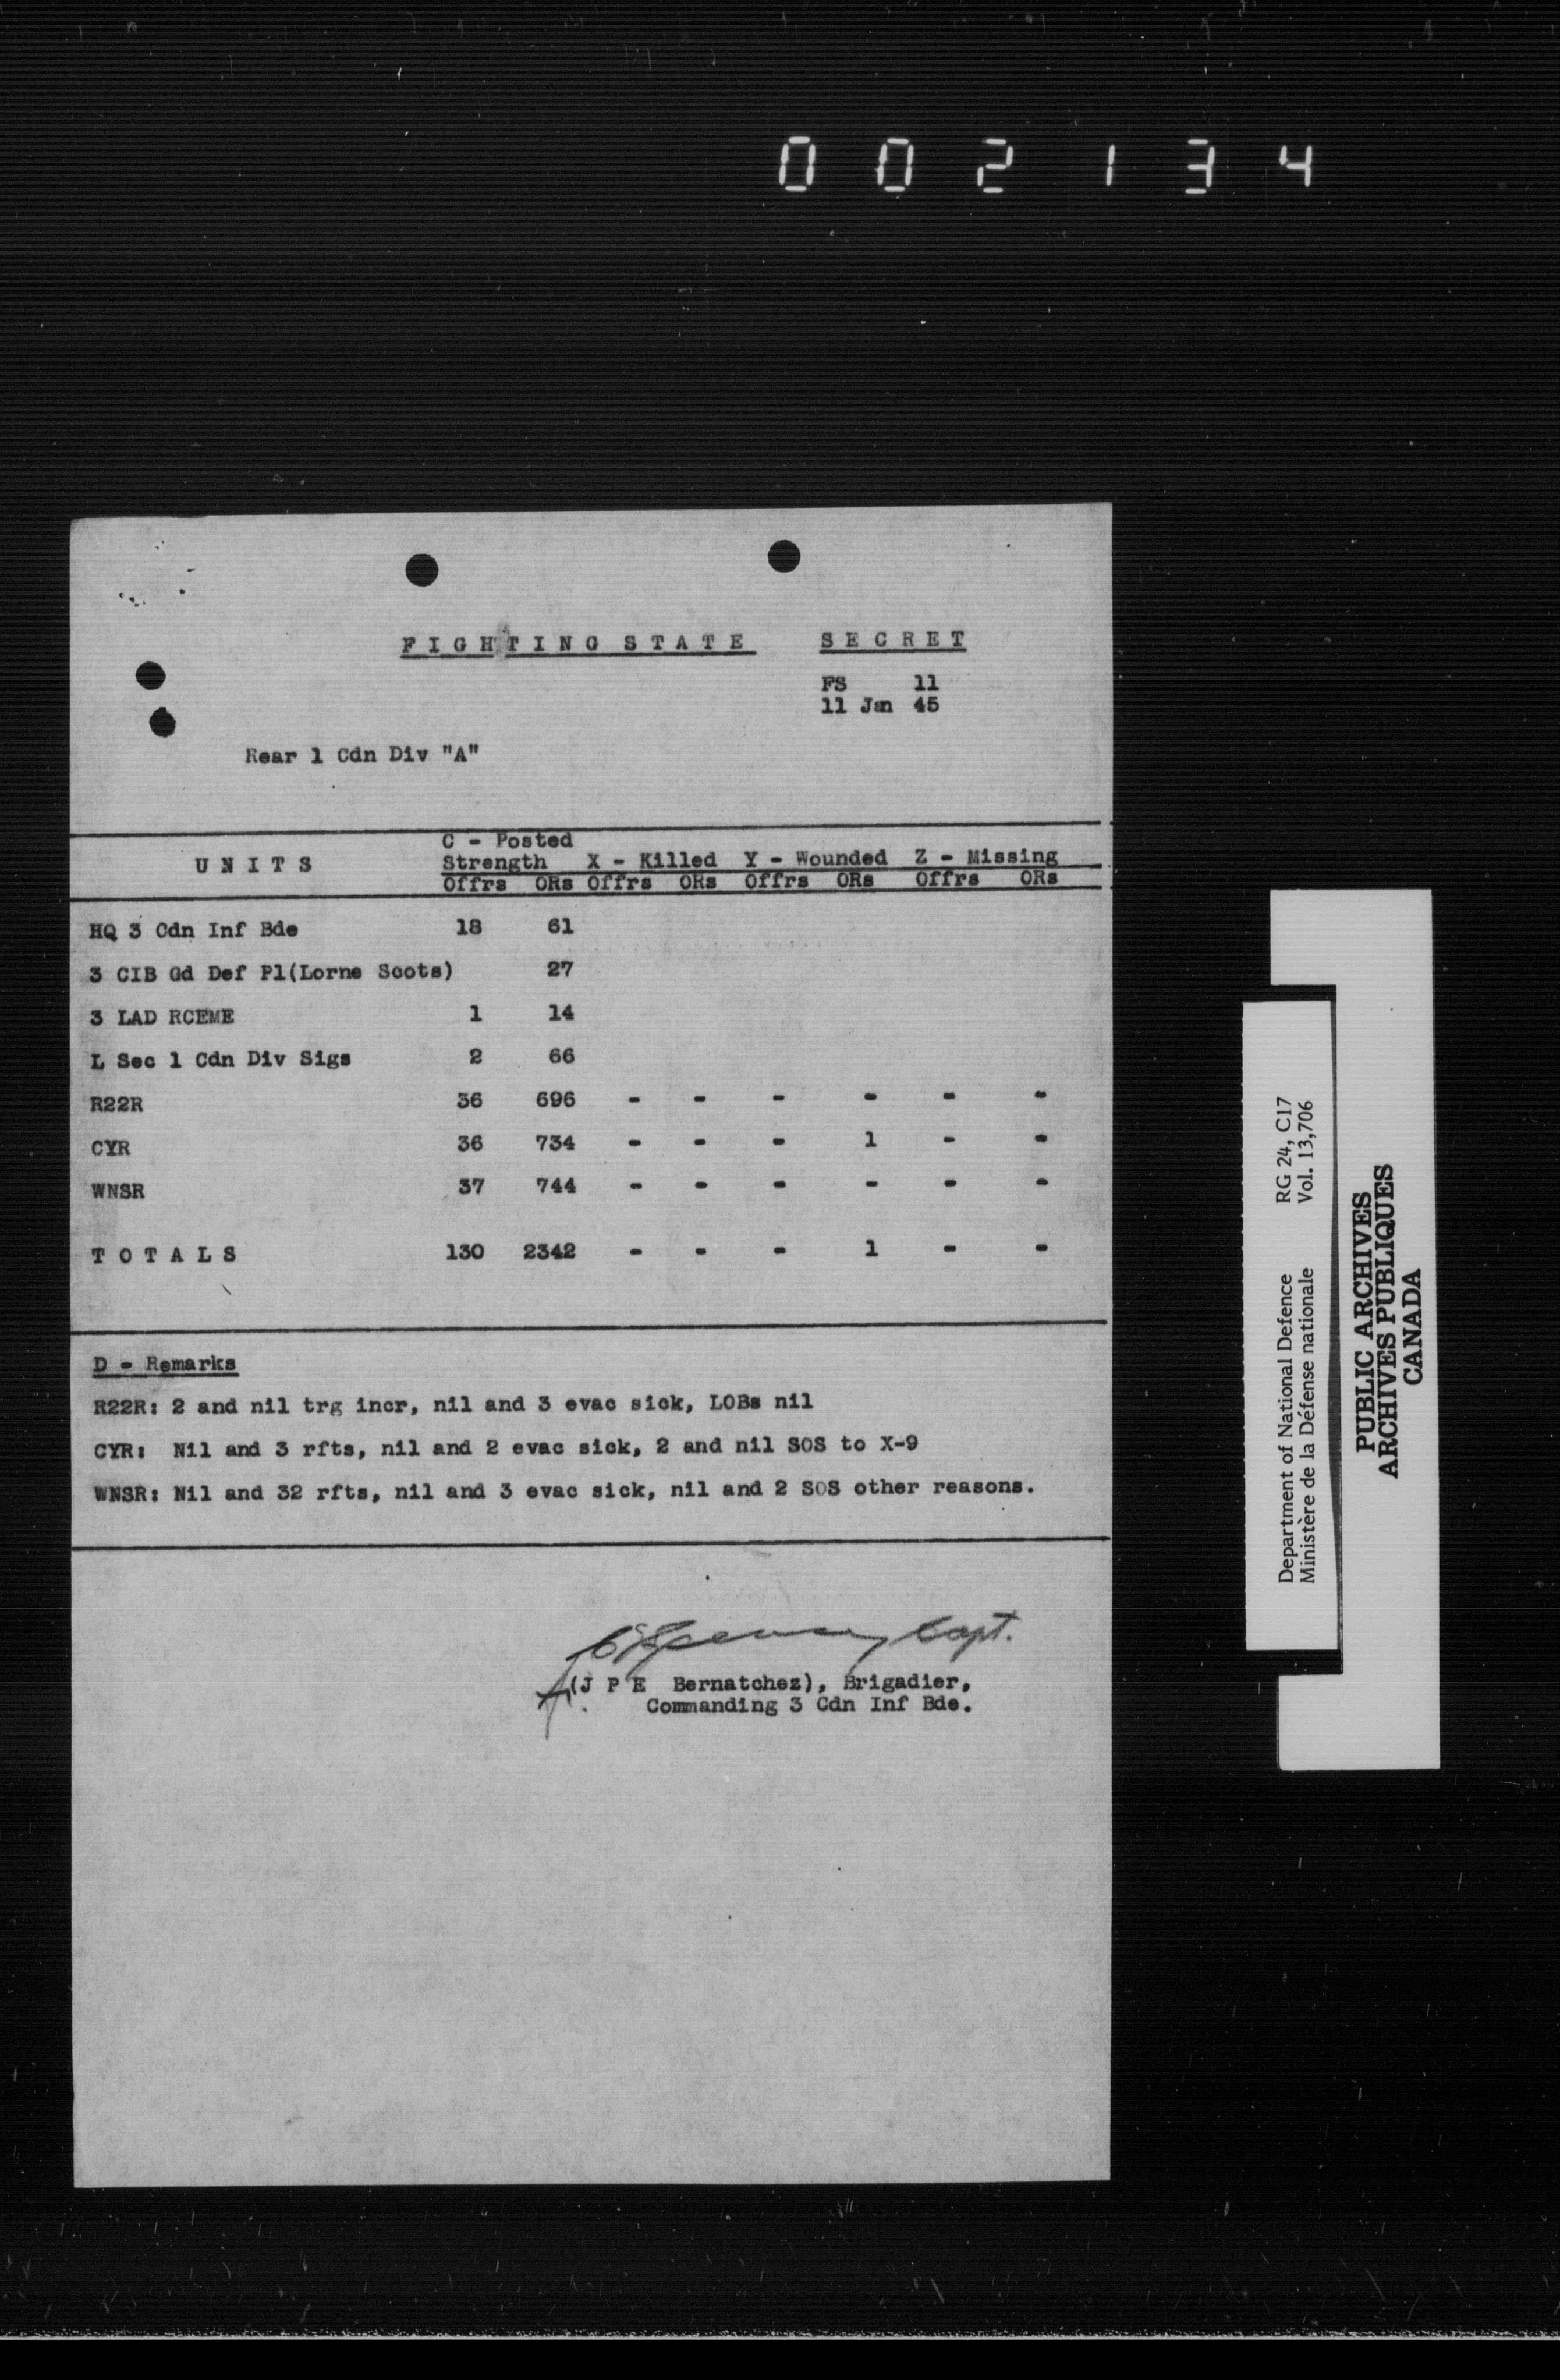 002134
FIGHTING STATE SECRET
FS 11
11 Jan 45
Rear 1 Cdn Div "A"
C - Posted
UNITS Strength X - Killed Y - Wounded Z - Missing
Offrs ORs Offrs ORs Offrs ORs Offrs ORs
HQ 3 Cdn Inf Bde 18 61
3 CIB Gd Def Pl(Lorne Scots) 27
3 LAD RCEME 1 14
L Sec 1 Cdn Div Sigs 2 66
R22R 36 696 - - - - - -
CYR 36 734 - - - 1 - -
WNSR 37 744 - - - - - -
TOTALS 130 2342 - - - 1 - -
D - Remarks
R22R: 2 and nil trg incr, nil and 3 evac sick, LOBs nil
CYR: Nil and 3 rfts, nil and 2 evac sick, 2 and nil SOS to X-9
WNSR: Nil and 32 rfts, nil and 3 evac sick, nil and 2 SOS other reasons.
Capt.
(J P E Bernatchez), Brigadier,
Commanding 3 Cdn Inf Bde.
Department of National Defence RG 24, C17
Ministère de la Défense nationale Vol. 13,706
PUBLIC ARCHIVES
ARCHIVES PUBLIQUES
CANADA